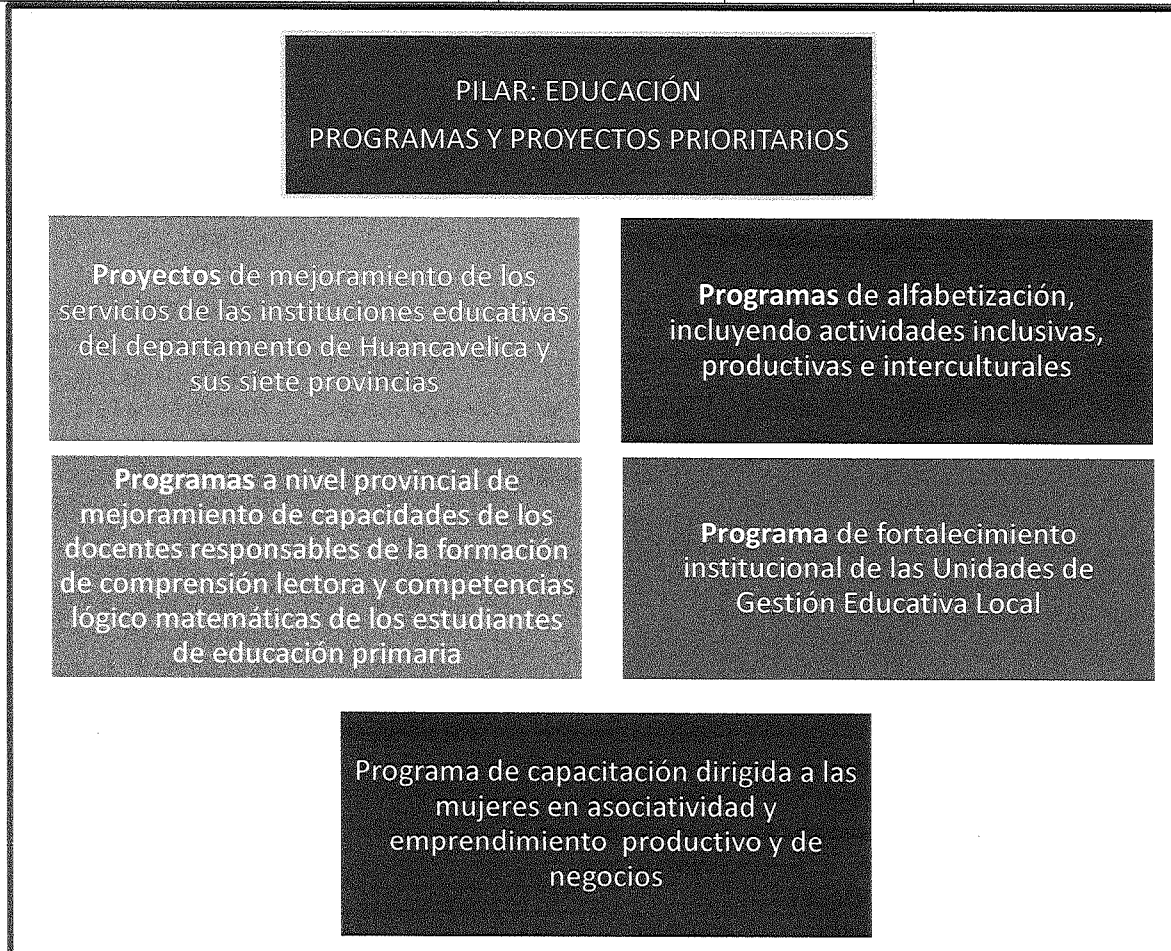 PILAR: EDUCACIÓN
PROGRAMAS Y PROYECTOS PRIORITARIOS
Proyectos de mejoramiento de los
servicios de las instituciones educativas
del departamento de Huancavelica y
sus siete provincias
Programas de alfabetización,
incluyendo actividades inclusivas,
productivas e interculturales
Programas a nivel provincial de
mejoramiento de capacidades de los
docentes responsables de la formación
de comprensión lectora y competencias
lógico matemáticas de los estudiantes
de educación primaria
Programa de fortalecimiento
institucional de las Unidades de
Gestión Educativa Local
Programa de capacitación dirigida a las
mujeres en asociatividad y
emprendimiento productivo y de
negocios